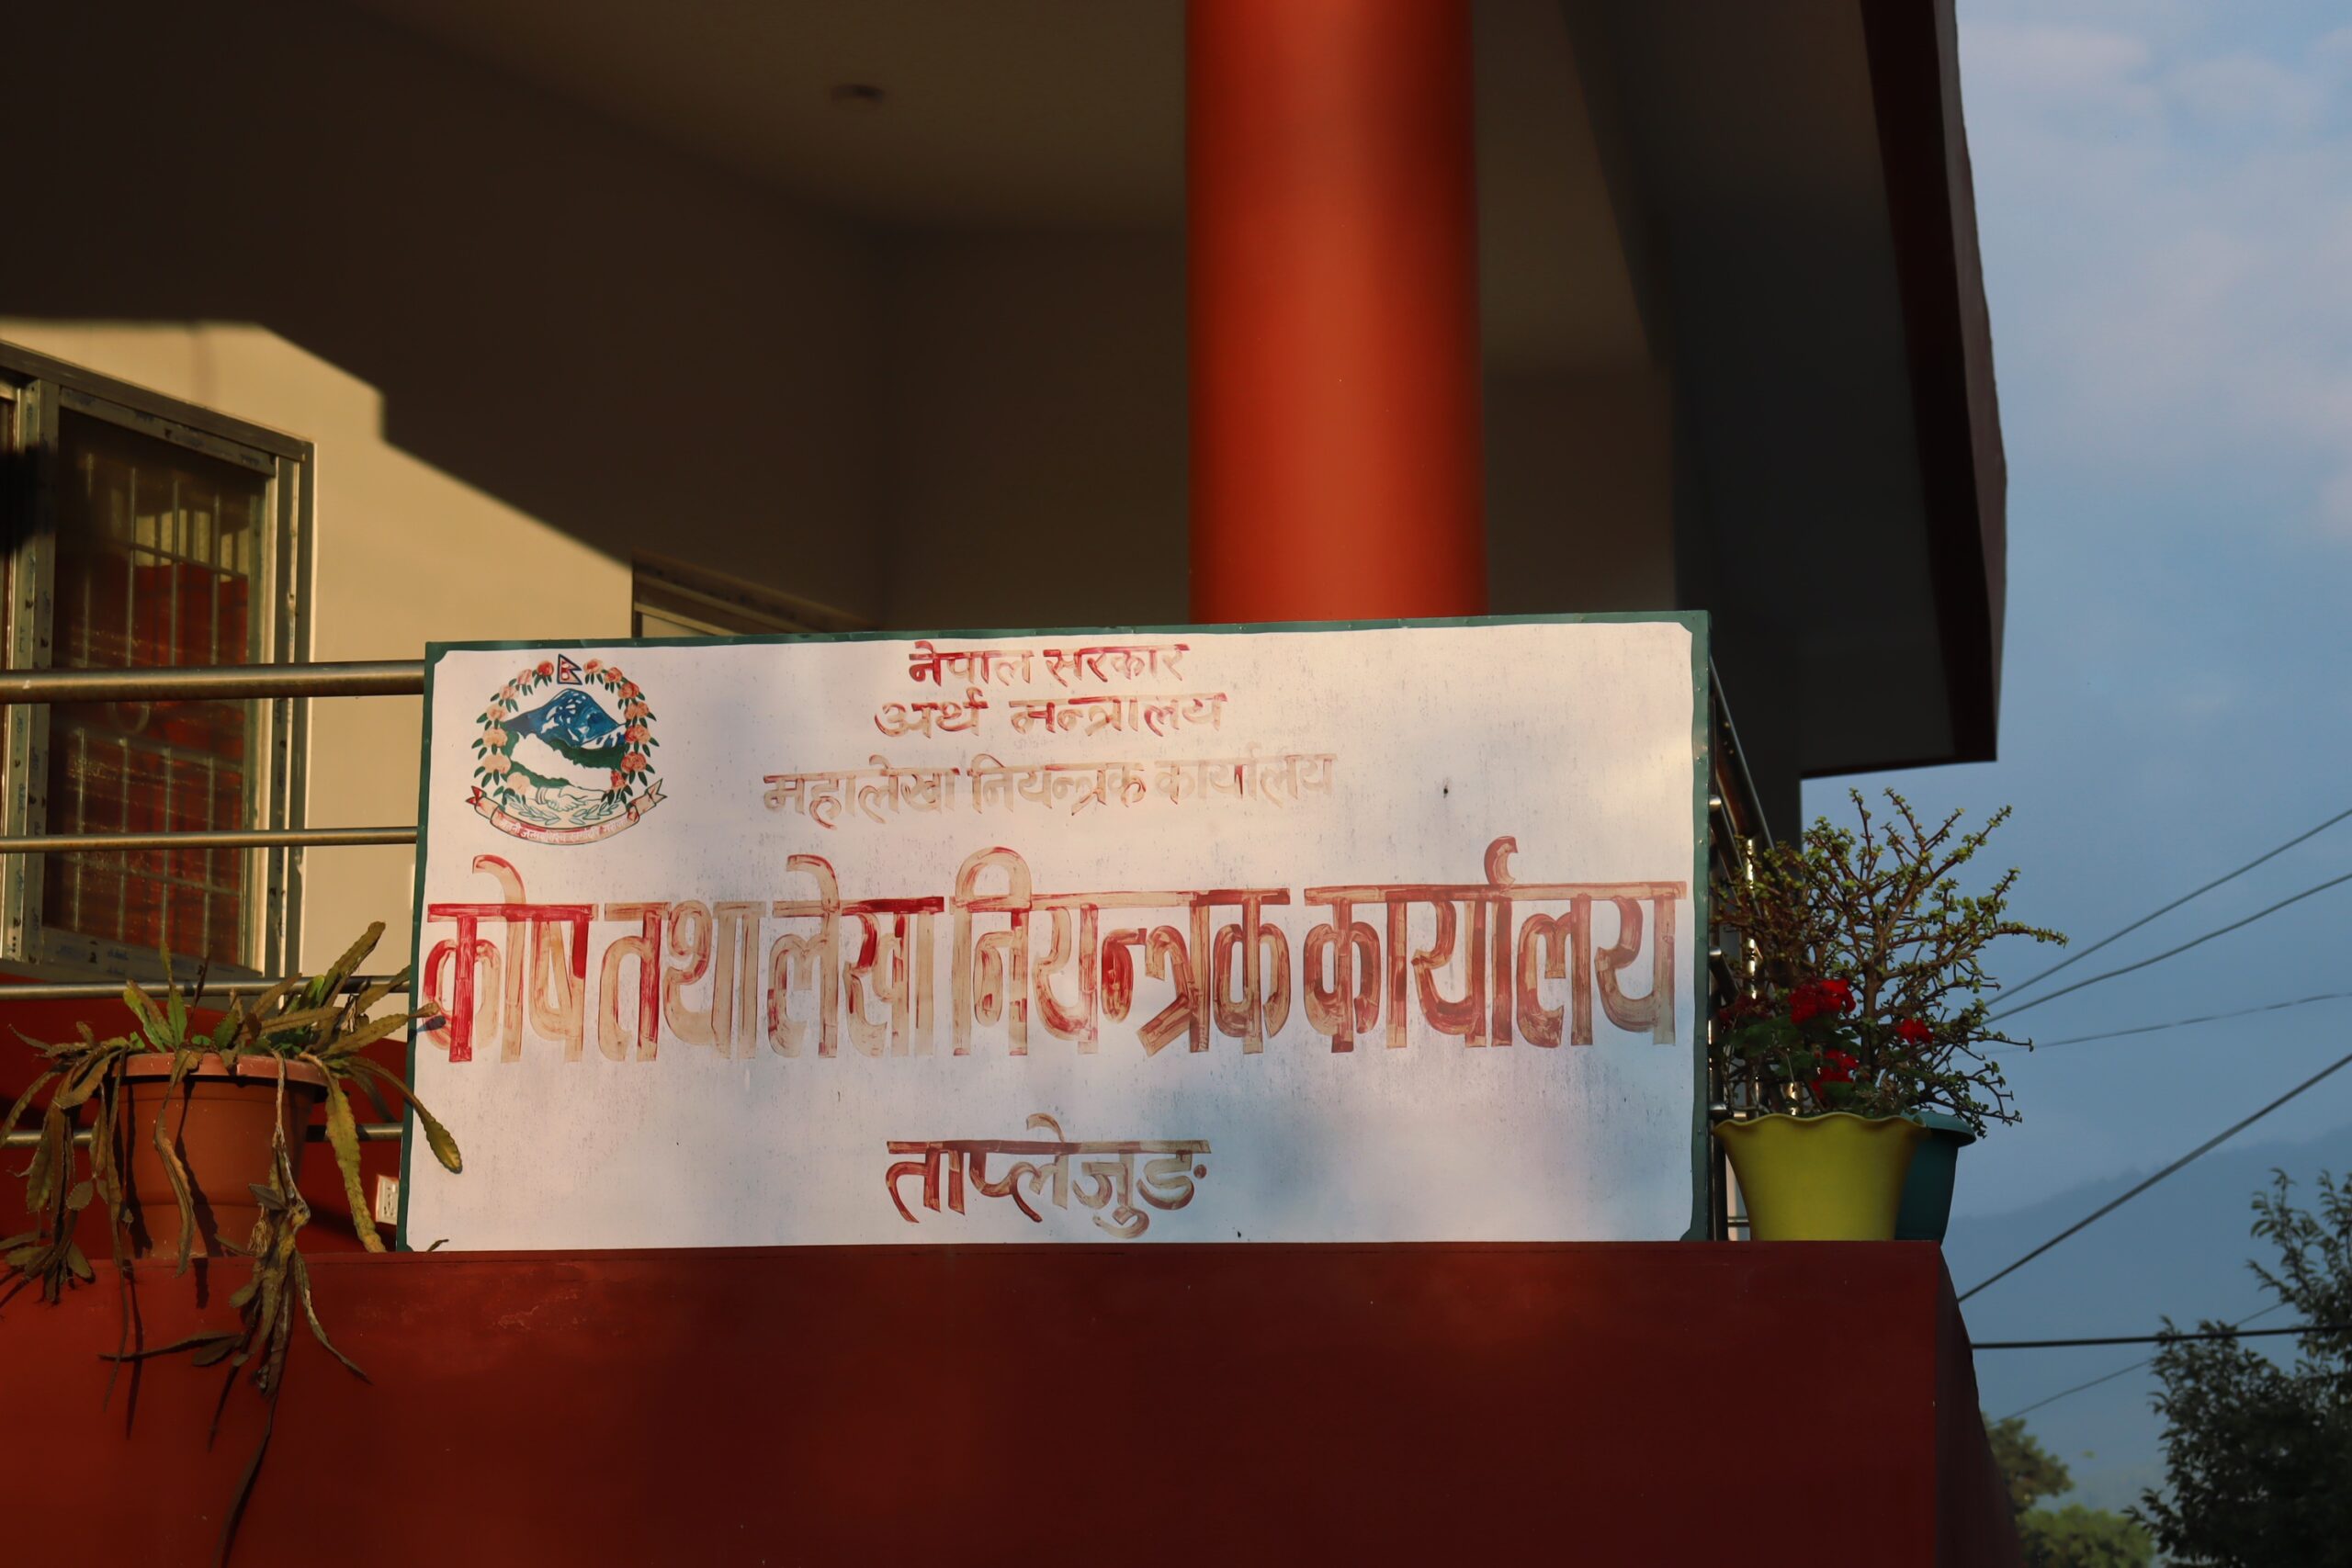 नेपाल सरकार
अर्थ मन्त्रालय
महालेखा नियन्त्रक कार्यालय
कोष तथा लेखा नियन्त्रक कार्यालय
ताप्लेजुङ